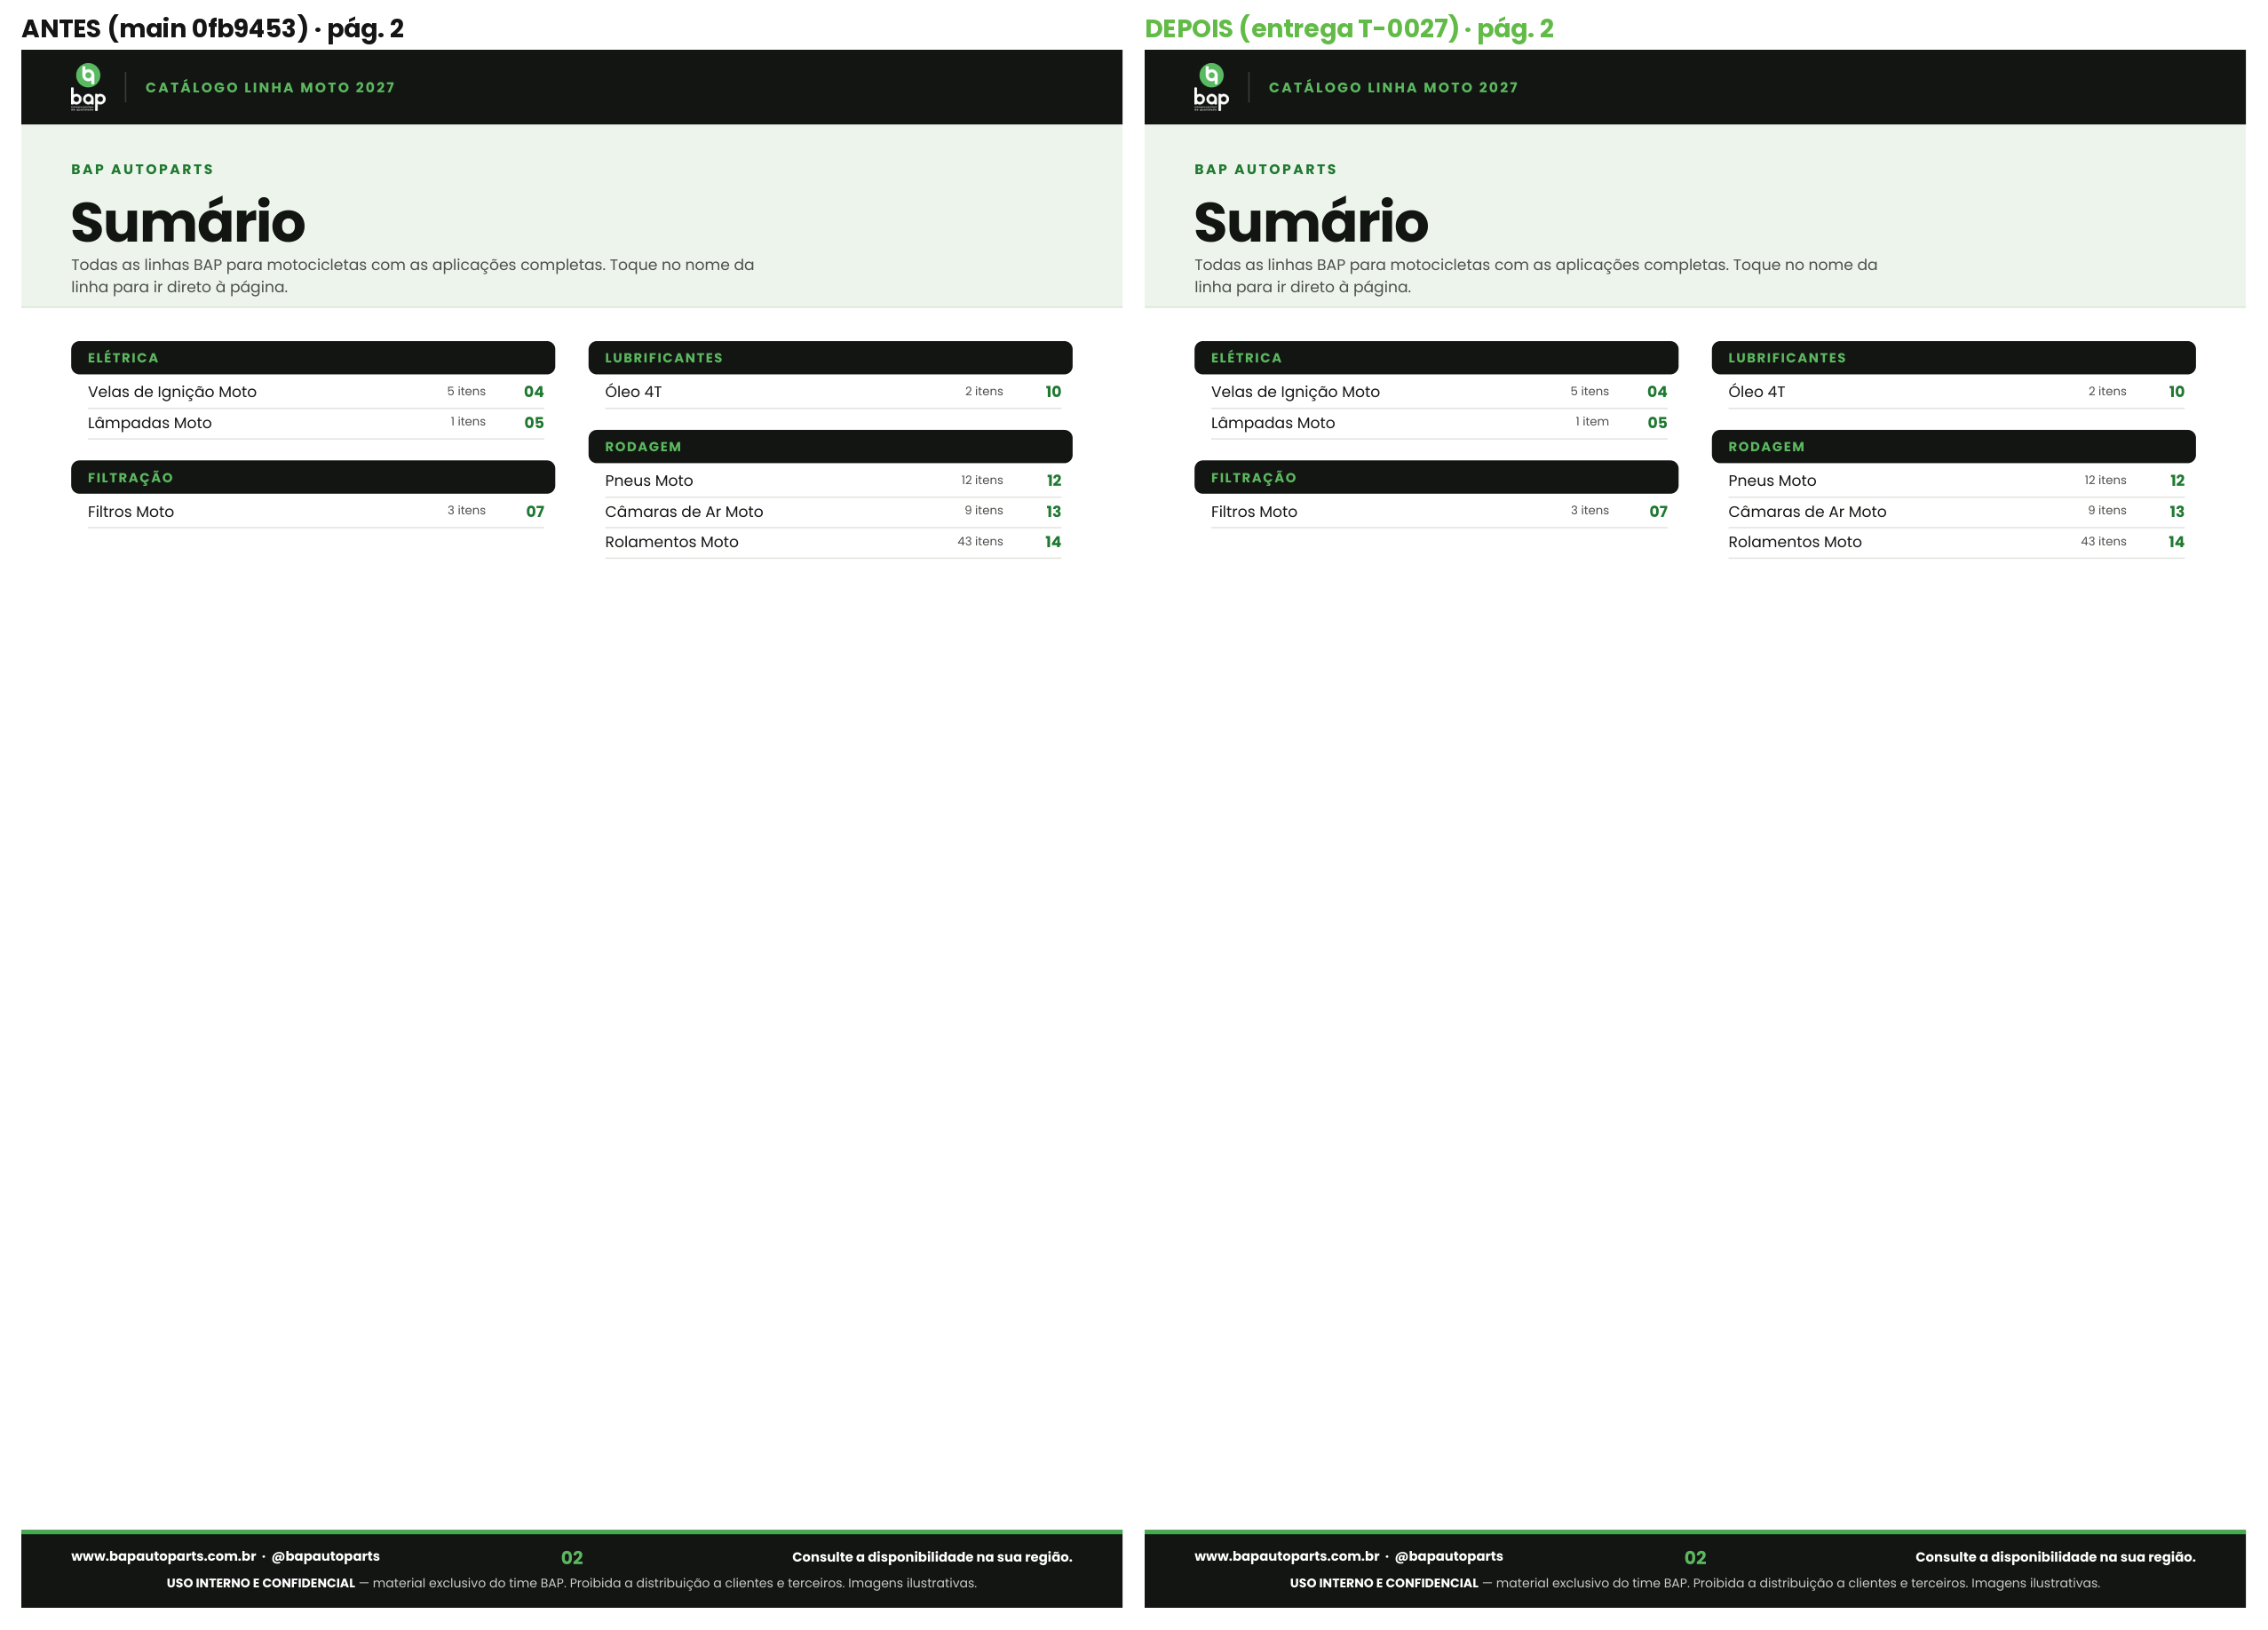 ANTES (main 0fb9453) · pág. 2
bap
CATÁLOGO LINHA MOTO 2027
BAP AUTOPARTS
Sumário
Todas as linhas BAP para motocicletas com as aplicações completas. Toque no nome da
linha para ir direto à página.
ELÉTRICA
Velas de Ignição Moto 5 itens 04
Lâmpadas Moto 1 itens 05
FILTRAÇÃO
Filtros Moto 3 itens 07
LUBRIFICANTES
Óleo 4T 2 itens 10
RODAGEM
Pneus Moto 12 itens 12
Câmaras de Ar Moto 9 itens 13
Rolamentos Moto 43 itens 14
www.bapautoparts.com.br · @bapautoparts 02 Consulte a disponibilidade na sua região.
USO INTERNO E CONFIDENCIAL — material exclusivo do time BAP. Proibida a distribuição a clientes e terceiros. Imagens ilustrativas.
DEPOIS (entrega T-0027) · pág. 2
bap
CATÁLOGO LINHA MOTO 2027
BAP AUTOPARTS
Sumário
Todas as linhas BAP para motocicletas com as aplicações completas. Toque no nome da
linha para ir direto à página.
ELÉTRICA
Velas de Ignição Moto 5 itens 04
Lâmpadas Moto 1 item 05
FILTRAÇÃO
Filtros Moto 3 itens 07
LUBRIFICANTES
Óleo 4T 2 itens 10
RODAGEM
Pneus Moto 12 itens 12
Câmaras de Ar Moto 9 itens 13
Rolamentos Moto 43 itens 14
www.bapautoparts.com.br · @bapautoparts 02 Consulte a disponibilidade na sua região.
USO INTERNO E CONFIDENCIAL — material exclusivo do time BAP. Proibida a distribuição a clientes e terceiros. Imagens ilustrativas.